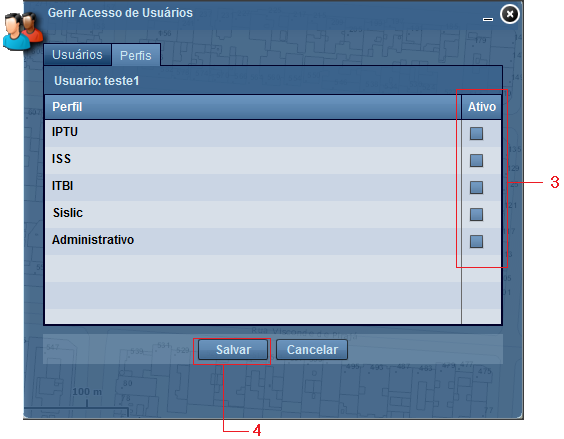 Gerir Acesso de Usuários
Usuários Perfis
Usuario: teste1
Perfil Ativo
IPTU
ISS
ITBI
3
Sislic
Administrativo
Salvar Cancelar
100 m
4